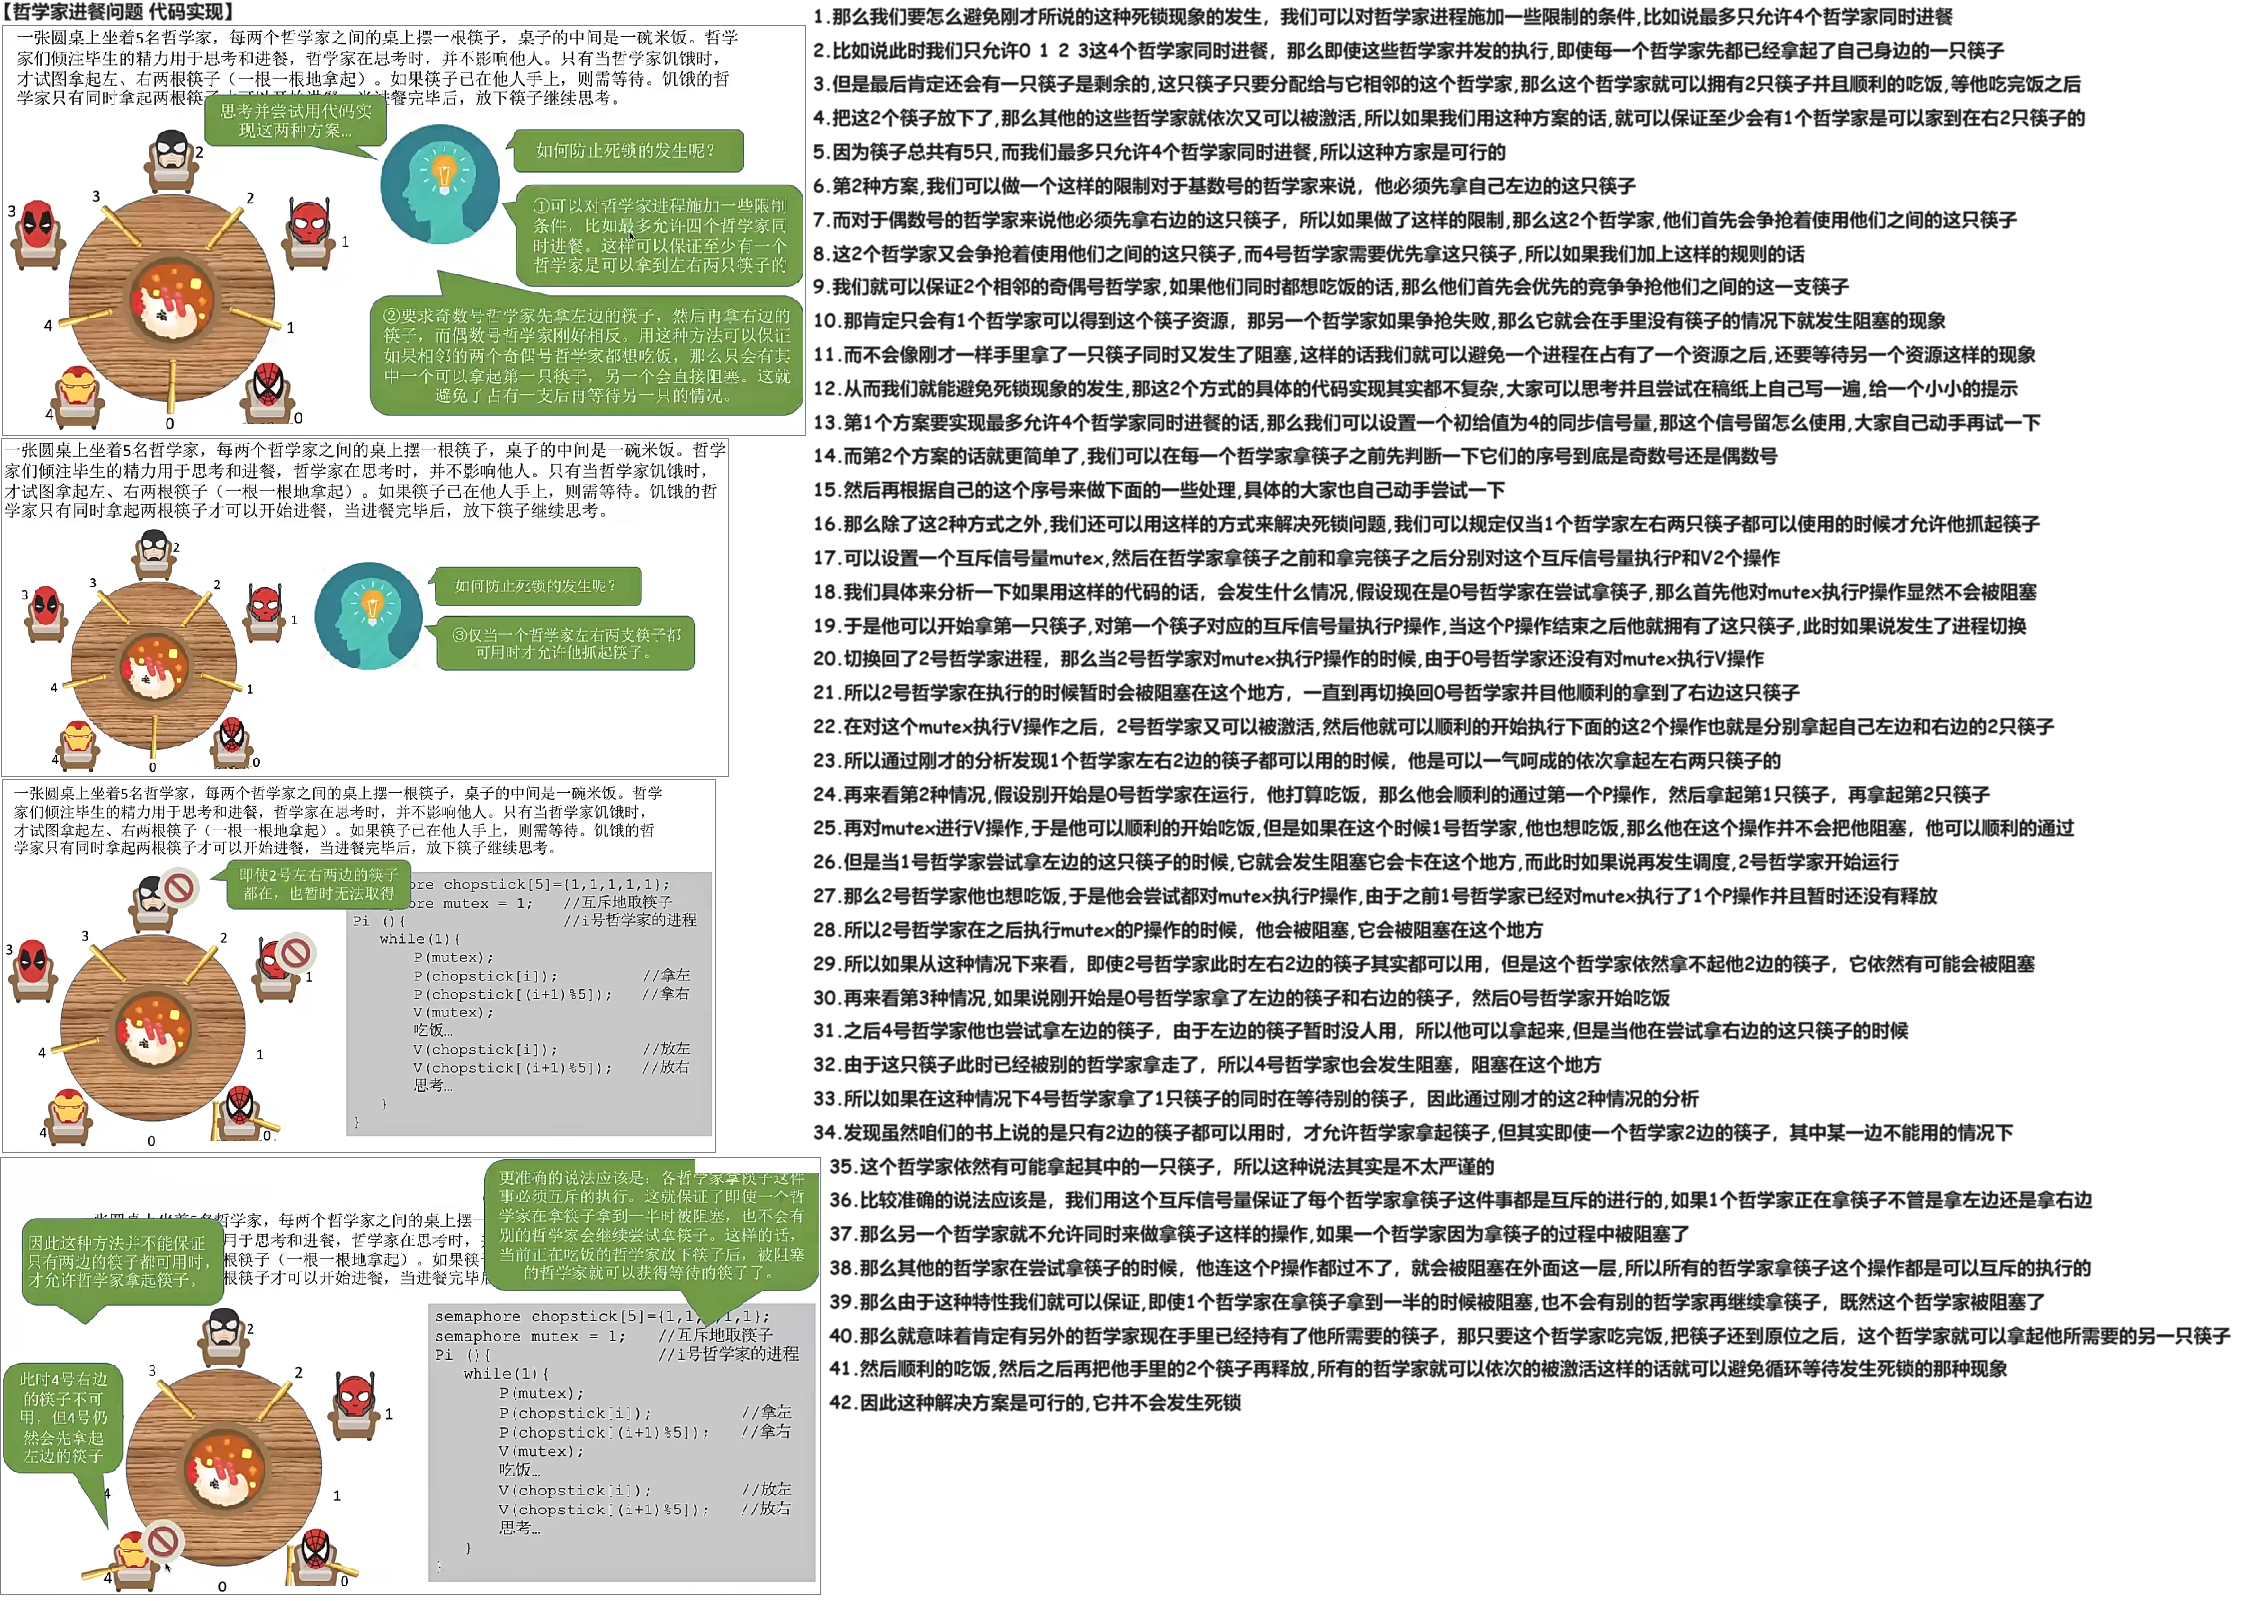 【哲学家进餐问题 代码实现】
一张圆桌上坐着5名哲学家，每两个哲学家之间的桌上摆一根筷子，桌子的中间是一碗米饭。哲学
家们倾注毕生的精力用于思考和进餐，哲学家在思考时，并不影响他人。只有当哲学家饥饿时，
才试图拿起左、右两根筷子（一根一根地拿起）。如果筷子已在他人手上，则需等待。饥饿的哲
学家只有同时拿起两根筷
餐完毕后，放下筷子继续思考。
思考并尝试用代码实
现这两种方案…
如何防止死锁的发生呢？
①可以对哲学家进程施加一些限制
条件，比如最多允许四个哲学家同
时进餐。这样可以保证至少有一个
哲学家是可以拿到左右两只筷子的
②要求奇数号哲学家先拿左边的筷子，然后再拿右边的
筷子，而偶数号哲学家刚好相反。用这种方法可以保证
如果相邻的两个奇偶号哲学家都想吃饭，那么只会有其
中一个可以拿起第一只筷子，另一个会直接阻塞。这就
避免了占有一支后再等待另一只的情况。
2
3
2
3
1
4
1
4
0
0
一张圆桌上坐着5名哲学家，每两个哲学家之间的桌上摆一根筷子，桌子的中间是一碗米饭。哲学
家们倾注毕生的精力用于思考和进餐，哲学家在思考时，并不影响他人。只有当哲学家饥饿时，
才试图拿起左、右两根筷子（一根一根地拿起）。如果筷子已在他人手上，则需等待。饥饿的哲
学家只有同时拿起两根筷子才可以开始进餐，当进餐完毕后，放下筷子继续思考。
如何防止死锁的发生呢？
③仅当一个哲学家左右两支筷子都
可用时才允许他抓起筷子。
2
3
2
3
1
4
1
4
0
0
一张圆桌上坐着5名哲学家，每两个哲学家之间的桌上摆一根筷子，桌子的中间是一碗米饭。哲学
家们倾注毕生的精力用于思考和进餐，哲学家在思考时，并不影响他人。只有当哲学家饥饿时，
才试图拿起左、右两根筷子（一根一根地拿起）。如果筷子已在他人手上，则需等待。饥饿的哲
学家只有同时拿起两根筷子才可以开始进餐，当进餐完毕后，放下筷子继续思考。
即使2号左右两边的筷子
都在，也暂时无法取得
ore chopstick[5]={1,1,1,1,1};
ore mutex = 1; //互斥地取筷子
Pi (){ //i号哲学家的进程
while(1){
P(mutex);
P(chopstick[i]); //拿左
P(chopstick[(i+1)%5]); //拿右
V(mutex);
吃饭…
V(chopstick[i]); //放左
V(chopstick[(i+1)%5]); //放右
思考…
}
}
3
2
3
1
4
1
4
0
0
更准确的说法应该是：各哲学家拿筷子这件
事必须互斥的执行。这就保证了即使一个哲
学家在拿筷子拿到一半时被阻塞，也不会有
别的哲学家会继续尝试拿筷子。这样的话，
当前正在吃饭的哲学家放下筷子后，被阻塞
的哲学家就可以获得等待的筷子了。
张圆桌上坐着5名哲学家，每两个哲学家之间的桌上摆一
用于思考和进餐，哲学家在思考时，
根筷子（一根一根地拿起）。如果筷
根筷子才可以开始进餐，当进餐完毕
因此这种方法并不能保证
只有两边的筷子都可用时，
才允许哲学家拿起筷子。
此时4号右边
的筷子不可
用，但4号仍
然会先拿起
左边的筷子
semaphore chopstick[5]={1,1,1,1};
semaphore mutex = 1; //互斥地取筷子
Pi (){ //i号哲学家的进程
while(1){
P(mutex);
P(chopstick[i]); //拿左
P(chopstick[(i+1)%5]); //拿右
V(mutex);
吃饭…
V(chopstick[i]); //放左
V(chopstick[(i+1)%5]); //放右
思考…
}
}
2
3
2
1
4
1
4
0
0
1.那么我们要怎么避免刚才所说的这种死锁现象的发生，我们可以对哲学家进程施加一些限制的条件,比如说最多只允许4个哲学家同时进餐
2.比如说此时我们只允许0 1 2 3这4个哲学家同时进餐，那么即使这些哲学家并发的执行,即使每一个哲学家先都已经拿起了自己身边的一只筷子
3.但是最后肯定还会有一只筷子是剩余的,这只筷子只要分配给与它相邻的这个哲学家,那么这个哲学家就可以拥有2只筷子并且顺利的吃饭,等他吃完饭之后
4.把这2个筷子放下了,那么其他的这些哲学家就依次又可以被激活,所以如果我们用这种方案的话,就可以保证至少会有1个哲学家是可以家到在右2只筷子的
5.因为筷子总共有5只,而我们最多只允许4个哲学家同时进餐,所以这种方家是可行的
6.第2种方案,我们可以做一个这样的限制对于基数号的哲学家来说，他必须先拿自己左边的这只筷子
7.而对于偶数号的哲学家来说他必须先拿右边的这只筷子，所以如果做了这样的限制,那么这2个哲学家,他们首先会争抢着使用他们之间的这只筷子
8.这2个哲学家又会争抢着使用他们之间的这只筷子,而4号哲学家需要优先拿这只筷子,所以如果我们加上这样的规则的话
9.我们就可以保证2个相邻的奇偶号哲学家,如果他们同时都想吃饭的话,那么他们首先会优先的竞争争抢他们之间的这一支筷子
10.那肯定只会有1个哲学家可以得到这个筷子资源，那另一个哲学家如果争抢失败,那么它就会在手里没有筷子的情况下就发生阻塞的现象
11.而不会像刚才一样手里拿了一只筷子同时又发生了阻塞,这样的话我们就可以避免一个进程在占有了一个资源之后,还要等待另一个资源这样的现象
12.从而我们就能避免死锁现象的发生,那这2个方式的具体的代码实现其实都不复杂,大家可以思考并且尝试在稿纸上自己写一遍,给一个小小的提示
13.第1个方案要实现最多允许4个哲学家同时进餐的话,那么我们可以设置一个初给值为4的同步信号量,那这个信号留怎么使用,大家自己动手再试一下
14.而第2个方案的话就更简单了,我们可以在每一个哲学家拿筷子之前先判断一下它们的序号到底是奇数号还是偶数号
15.然后再根据自己的这个序号来做下面的一些处理,具体的大家也自己动手尝试一下
16.那么除了这2种方式之外,我们还可以用这样的方式来解决死锁问题,我们可以规定仅当1个哲学家左右两只筷子都可以使用的时候才允许他抓起筷子
17.可以设置一个互斥信号量mutex,然后在哲学家拿筷子之前和拿完筷子之后分别对这个互斥信号量执行P和V2个操作
18.我们具体来分析一下如果用这样的代码的话，会发生什么情况,假设现在是0号哲学家在尝试拿筷子,那么首先他对mutex执行P操作显然不会被阻塞
19.于是他可以开始拿第一只筷子,对第一个筷子对应的互斥信号量执行P操作,当这个P操作结束之后他就拥有了这只筷子,此时如果说发生了进程切换
20.切换回了2号哲学家进程，那么当2号哲学家对mutex执行P操作的时候,由于0号哲学家还没有对mutex执行V操作
21.所以2号哲学家在执行的时候暂时会被阻塞在这个地方，一直到再切换回0号哲学家并目他顺利的拿到了右边这只筷子
22.在对这个mutex执行V操作之后，2号哲学家又可以被激活,然后他就可以顺利的开始执行下面的这2个操作也就是分别拿起自己左边和右边的2只筷子
23.所以通过刚才的分析发现1个哲学家左右2边的筷子都可以用的时候，他是可以一气呵成的依次拿起左右两只筷子的
24.再来看第2种情况,假设别开始是0号哲学家在运行，他打算吃饭，那么他会顺利的通过第一个P操作，然后拿起第1只筷子，再拿起第2只筷子
25.再对mutex进行V操作,于是他可以顺利的开始吃饭,但是如果在这个时候1号哲学家,他也想吃饭,那么他在这个操作并不会把他阻塞，他可以顺利的通过
26.但是当1号哲学家尝试拿左边的这只筷子的时候,它就会发生阻塞它会卡在这个地方,而此时如果说再发生调度,2号哲学家开始运行
27.那么2号哲学家他也想吃饭,于是他会尝试都对mutex执行P操作,由于之前1号哲学家已经对mutex执行了1个P操作并且暂时还没有释放
28.所以2号哲学家在之后执行mutex的P操作的时候，他会被阻塞,它会被阻塞在这个地方
29.所以如果从这种情况下来看，即使2号哲学家此时左右2边的筷子其实都可以用，但是这个哲学家依然拿不起他2边的筷子，它依然有可能会被阻塞
30.再来看第3种情况,如果说刚开始是0号哲学家拿了左边的筷子和右边的筷子，然后0号哲学家开始吃饭
31.之后4号哲学家他也尝试拿左边的筷子，由于左边的筷子暂时没人用，所以他可以拿起来,但是当他在尝试拿右边的这只筷子的时候
32.由于这只筷子此时已经被别的哲学家拿走了，所以4号哲学家也会发生阻塞，阻塞在这个地方
33.所以如果在这种情况下4号哲学家拿了1只筷子的同时在等待别的筷子，因此通过刚才的这2种情况的分析
34.发现虽然咱们的书上说的是只有2边的筷子都可以用时，才允许哲学家拿起筷子,但其实即使一个哲学家2边的筷子，其中某一边不能用的情况下
35.这个哲学家依然有可能拿起其中的一只筷子，所以这种说法其实是不太严谨的
36.比较准确的说法应该是，我们用这个互斥信号量保证了每个哲学家拿筷子这件事都是互斥的进行的,如果1个哲学家正在拿筷子不管是拿左边还是拿右边
37.那么另一个哲学家就不允许同时来做拿筷子这样的操作,如果一个哲学家因为拿筷子的过程中被阻塞了
38.那么其他的哲学家在尝试拿筷子的时候，他连这个P操作都过不了，就会被阻塞在外面这一层,所以所有的哲学家拿筷子这个操作都是可以互斥的执行的
39.那么由于这种特性我们就可以保证,即使1个哲学家在拿筷子拿到一半的时候被阻塞,也不会有别的哲学家再继续拿筷子，既然这个哲学家被阻塞了
40.那么就意味着肯定有另外的哲学家现在手里已经持有了他所需要的筷子，那只要这个哲学家吃完饭,把筷子还到原位之后，这个哲学家就可以拿起他所需要的另一只筷子
41.然后顺利的吃饭,然后之后再把他手里的2个筷子再释放,所有的哲学家就可以依次的被激活这样的话就可以避免循环等待发生死锁的那种现象
42.因此这种解决方案是可行的,它并不会发生死锁